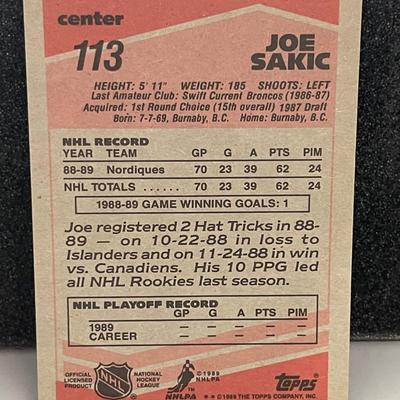 center
113
JOE
SAKIC
HEIGHT: 5' 11" WEIGHT: 185 SHOOTS: LEFT
Last Amateur Club: Swift Current Broncos (1986-87)
Acquired: 1st Round Choice (15th overall) 1987 Draft
Born: 7-7-69, Burnaby, B.C. Home: Burnaby, B.C.
NHL RECORD
YEAR TEAM GP G A PTS PIM
88-89 Nordiques 70 23 39 62 24
NHL TOTALS ...... 70 23 39 62 24
1988-89 GAME WINNING GOALS: 1
Joe registered 2 Hat Tricks in 88-
89 — on 10-22-88 in loss to
Islanders and on 11-24-88 in win
vs. Canadiens. His 10 PPG led
all NHL Rookies last season.
NHL PLAYOFF RECORD
GP G A PTS PIM
1989 — — — — —
CAREER — — — — —
OFFICIAL
LICENSED
PRODUCT
NHL
NATIONAL
HOCKEY
LEAGUE
©1989
NHLPA
NHLPA
topps
**©1989 THE TOPPS COMPANY, INC.